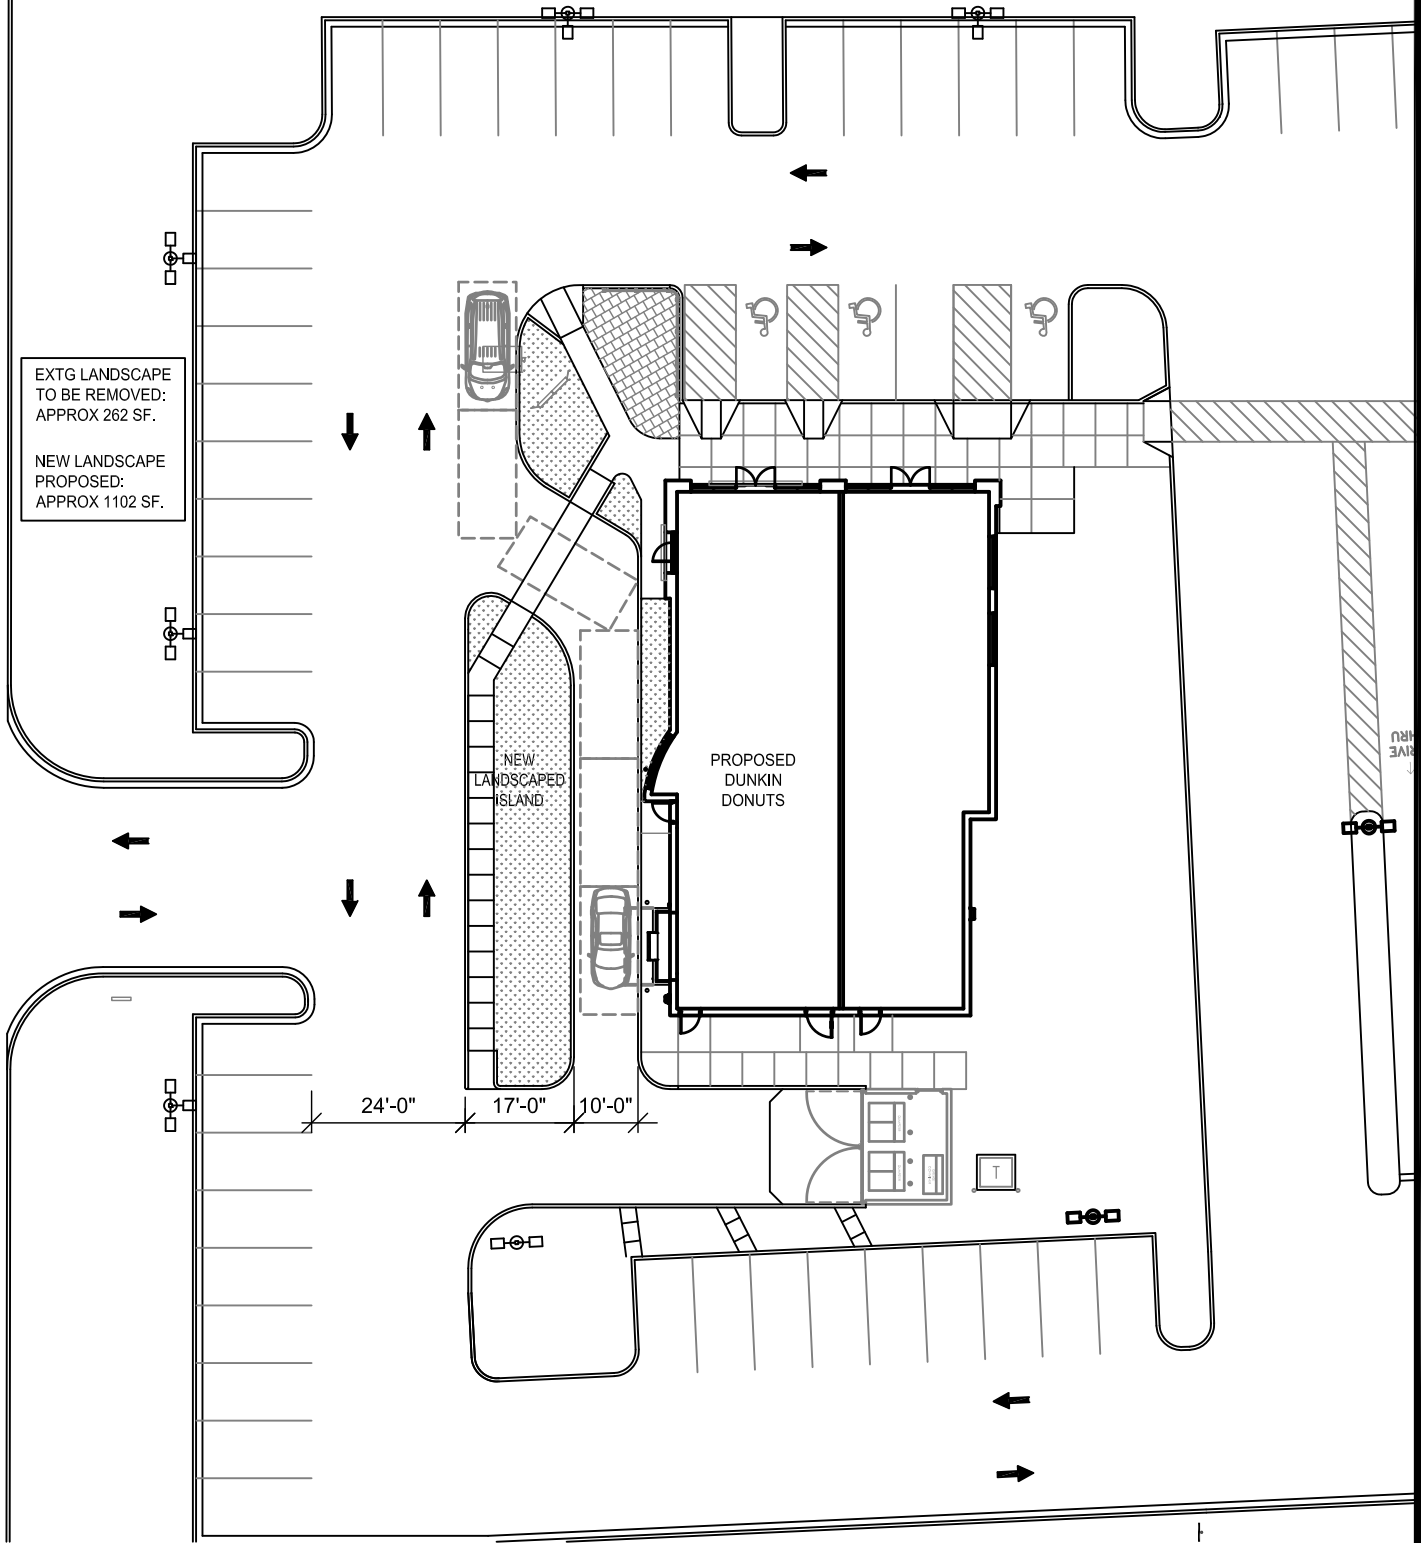 EXTG LANDSCAPE
TO BE REMOVED:
APPROX 262 SF.
NEW LANDSCAPE
PROPOSED:
APPROX 1102 SF.
NEW
LANDSCAPED
ISLAND
PROPOSED
DUNKIN
DONUTS
24'-0" 17'-0" 10'-0"
T